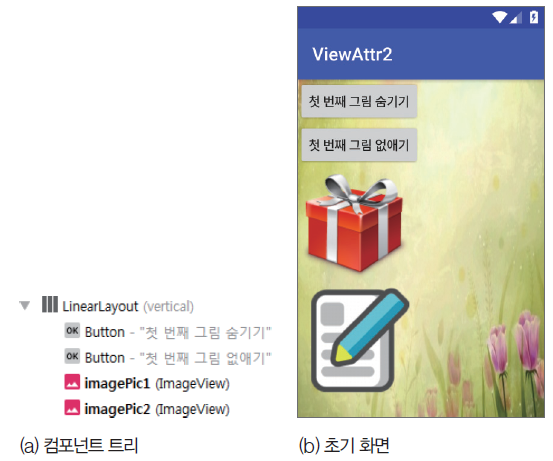 ViewAttr2
첫 번째 그림 숨기기
첫 번째 그림 없애기
LinearLayout (vertical)
OK Button - "첫 번째 그림 숨기기"
OK Button - "첫 번째 그림 없애기"
imagePic1 (ImageView)
imagePic2 (ImageView)
(a) 컴포넌트 트리
(b) 초기 화면